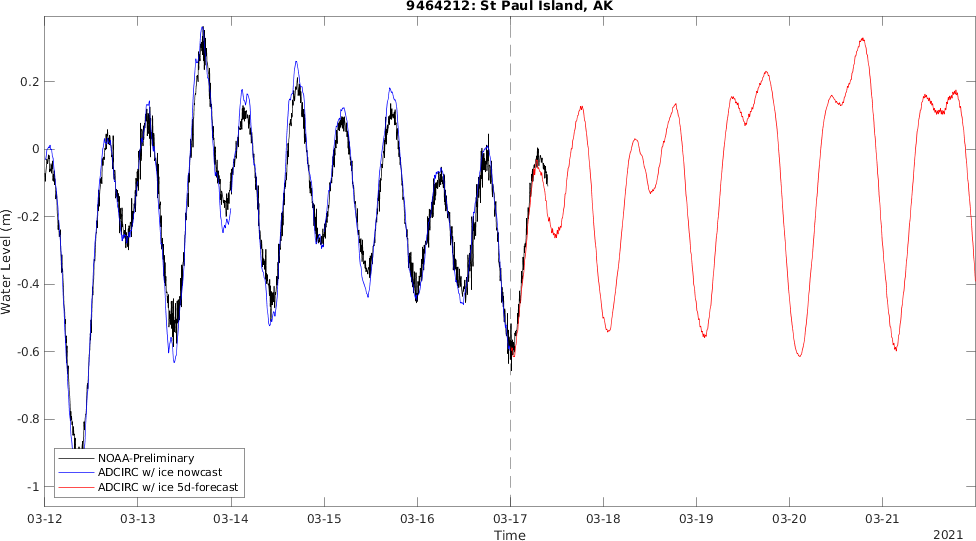 9464212: St Paul Island, AK
Water Level (m)
0.2
0
-0.2
-0.4
-0.6
-0.8
-1
NOAA-Preliminary
ADCIRC w/ ice nowcast
ADCIRC w/ ice 5d-forecast
03-12 03-13 03-14 03-15 03-16 03-17 03-18 03-19 03-20 03-21
Time
2021